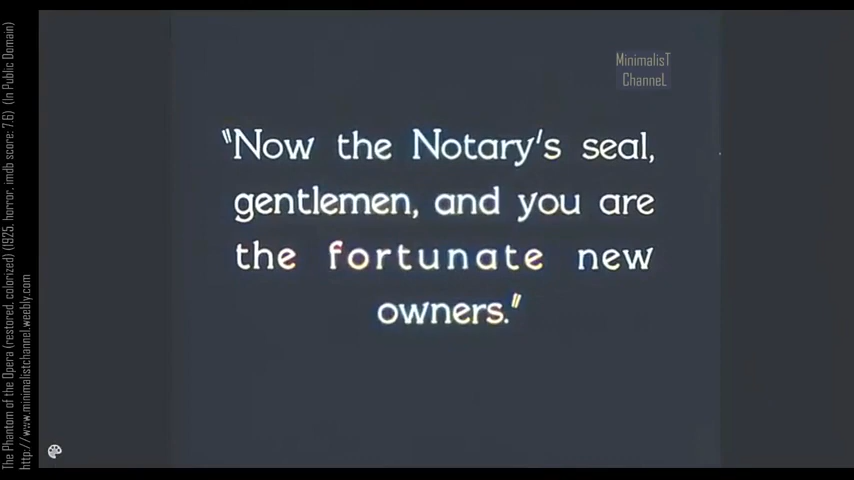 The Phantom of the Opera (restored, colorized) (1925, horror, imdb score: 7.6) (In Public Domain)
http://www.minimalistchannel.weebly.com
MinimalisT
ChanneL
"Now the Notary's seal,
gentlemen, and you are
the fortunate new
owners."